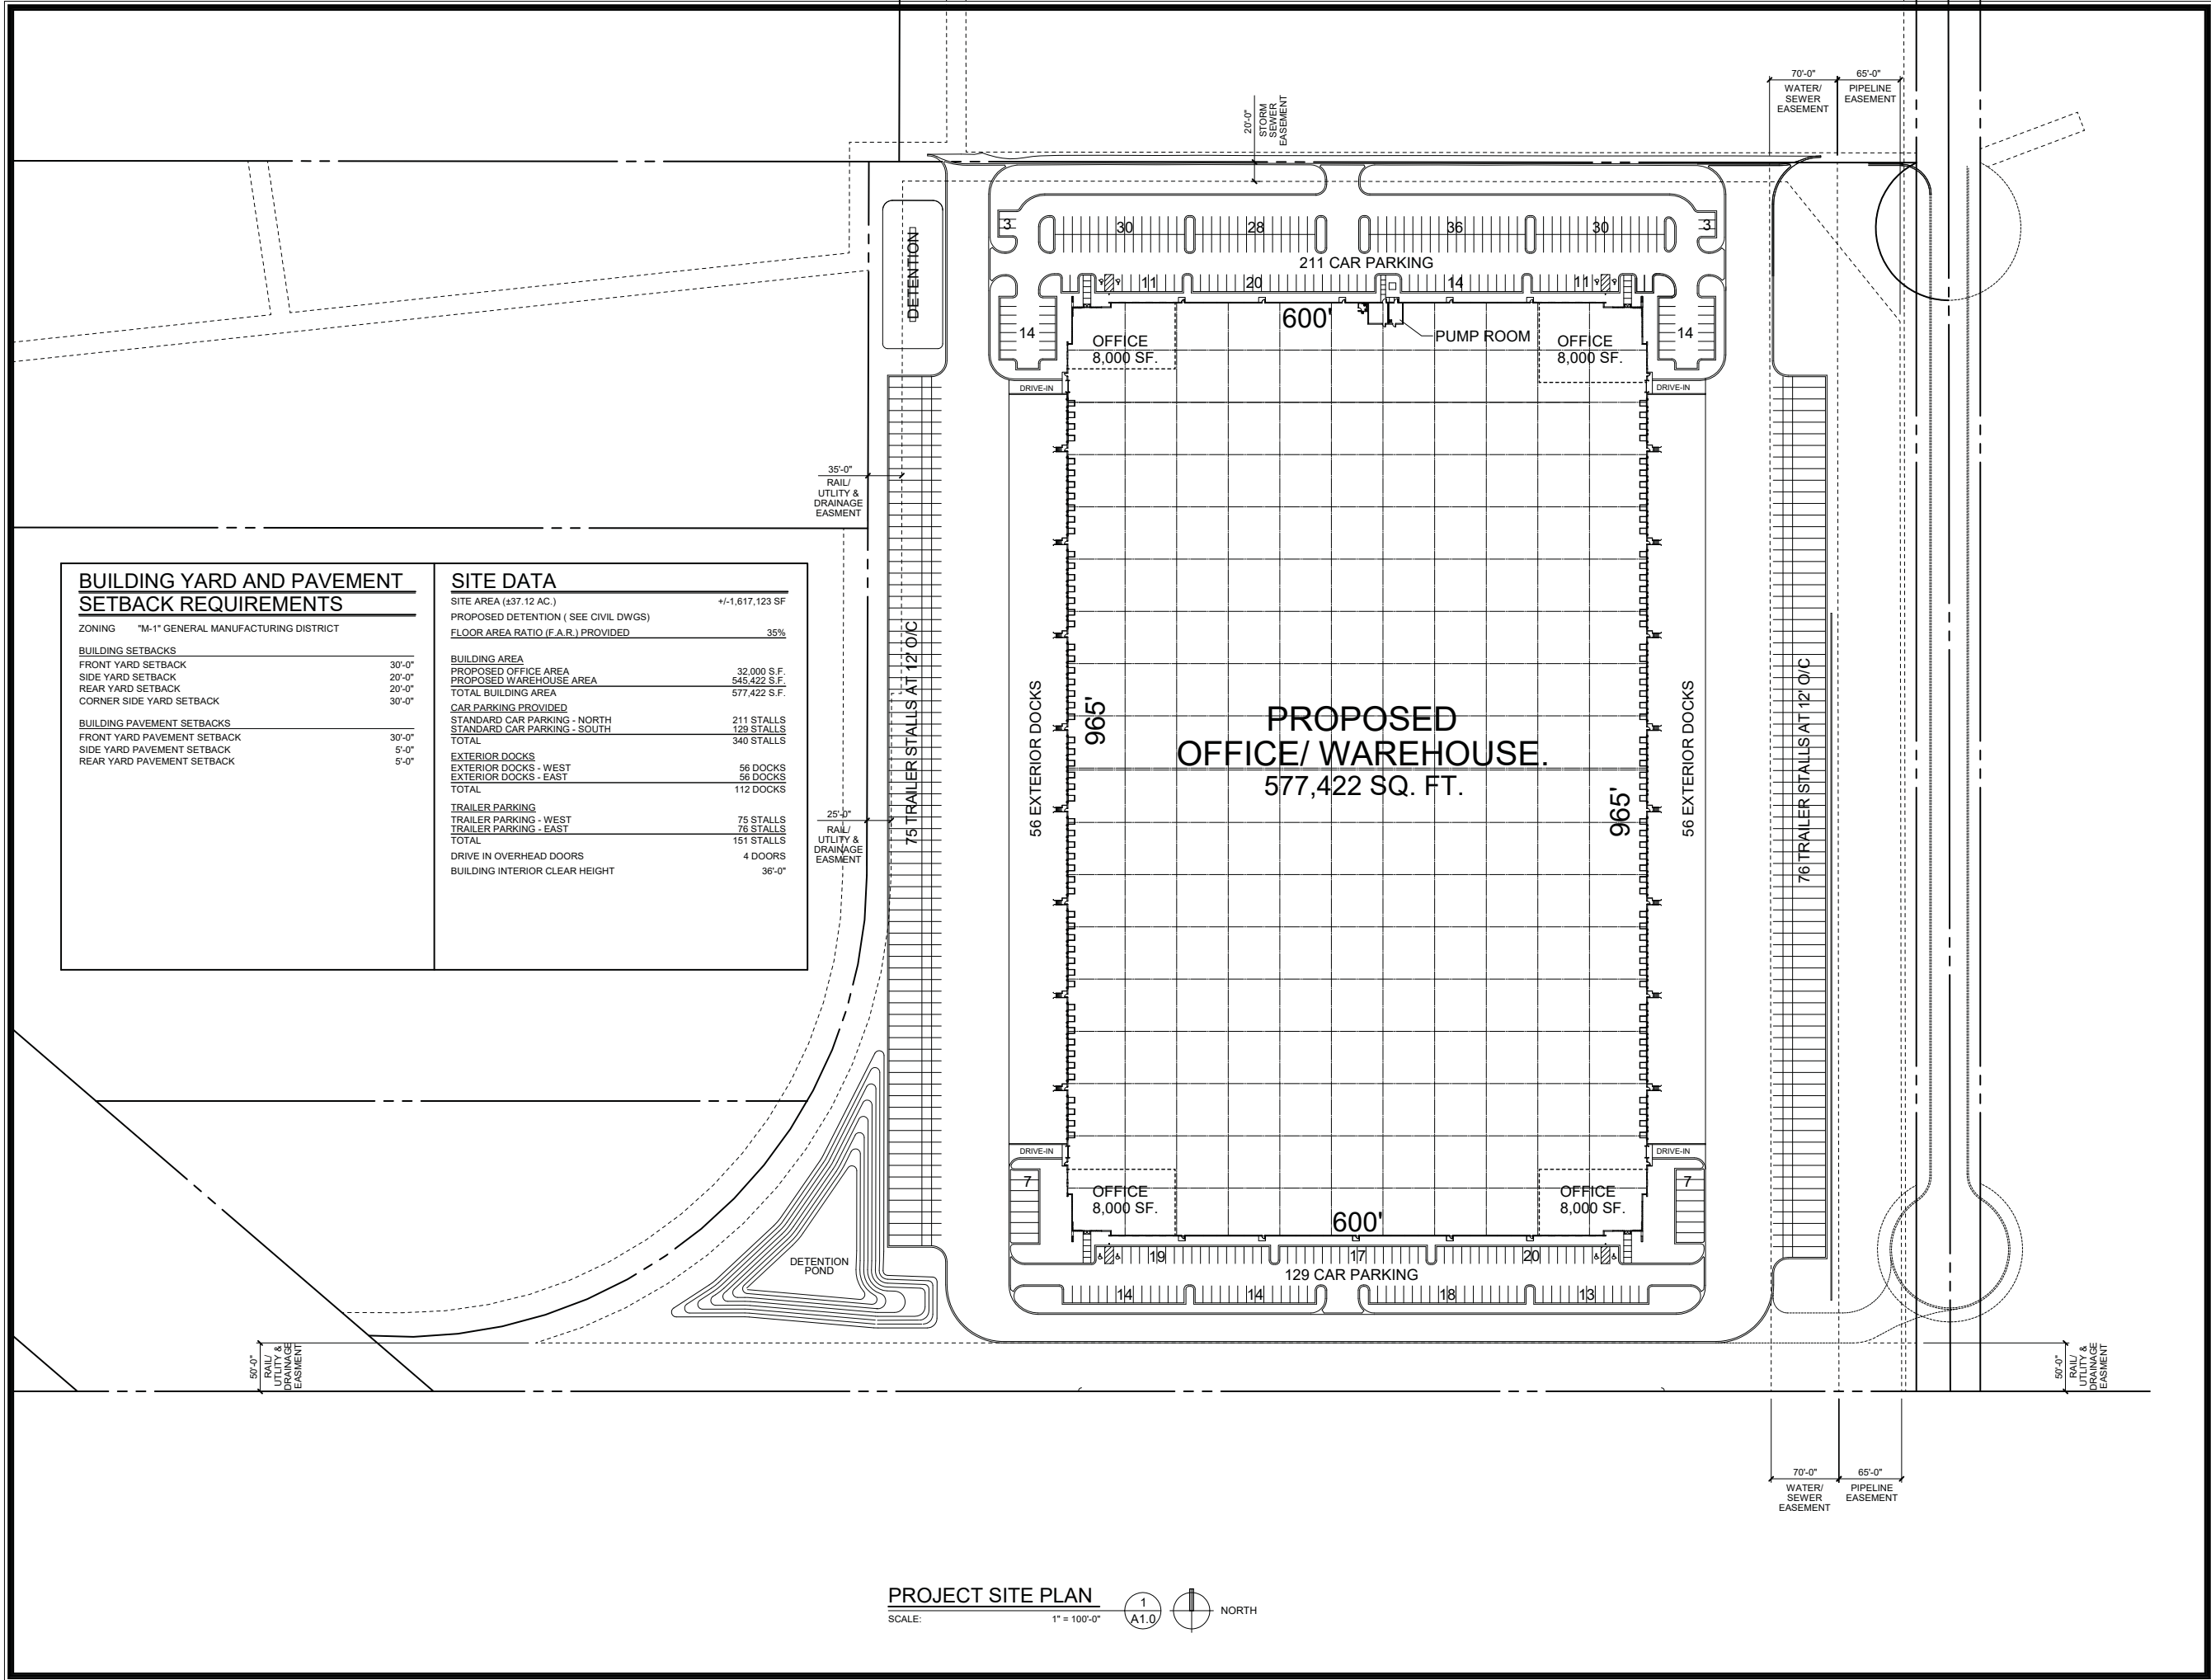 70'-0"
WATER/
SEWER
EASEMENT
65'-0"
PIPELINE
EASEMENT
20'-0"
STORM
SEWER
EASEMENT
DETENTION
3
30
28
36
30
3
211 CAR PARKING
11
20
14
11
600'
PUMP ROOM
14
OFFICE
8,000 SF.
OFFICE
8,000 SF.
14
DRIVE-IN
DRIVE-IN
35'-0"
RAIL/
UTLITY &
DRAINAGE
EASMENT
BUILDING YARD AND PAVEMENT
SETBACK REQUIREMENTS
ZONING "M-1" GENERAL MANUFACTURING DISTRICT
BUILDING SETBACKS
FRONT YARD SETBACK 30'-0"
SIDE YARD SETBACK 20'-0"
REAR YARD SETBACK 20'-0"
CORNER SIDE YARD SETBACK 30'-0"
BUILDING PAVEMENT SETBACKS
FRONT YARD PAVEMENT SETBACK 30'-0"
SIDE YARD PAVEMENT SETBACK 5'-0"
REAR YARD PAVEMENT SETBACK 5'-0"
SITE DATA
SITE AREA (±37.12 AC.) +/-1,617,123 SF
PROPOSED DETENTION ( SEE CIVIL DWGS)
FLOOR AREA RATIO (F.A.R.) PROVIDED 35%
BUILDING AREA
PROPOSED OFFICE AREA 32,000 S.F.
PROPOSED WAREHOUSE AREA 545,422 S.F.
TOTAL BUILDING AREA 577,422 S.F.
CAR PARKING PROVIDED
STANDARD CAR PARKING - NORTH 211 STALLS
STANDARD CAR PARKING - SOUTH 129 STALLS
TOTAL 340 STALLS
EXTERIOR DOCKS
EXTERIOR DOCKS - WEST 56 DOCKS
EXTERIOR DOCKS - EAST 56 DOCKS
TOTAL 112 DOCKS
TRAILER PARKING
TRAILER PARKING - WEST 75 STALLS
TRAILER PARKING - EAST 76 STALLS
TOTAL 151 STALLS
DRIVE IN OVERHEAD DOORS 4 DOORS
BUILDING INTERIOR CLEAR HEIGHT 36'-0"
25'-0"
RAIL/
UTLITY &
DRAINAGE
EASMENT
75 TRAILER STALLS AT 12' O/C
56 EXTERIOR DOCKS
965'
PROPOSED
OFFICE/ WAREHOUSE.
577,422 SQ. FT.
965'
56 EXTERIOR DOCKS
76 TRAILER STALLS AT 12' O/C
DRIVE-IN
DRIVE-IN
7
OFFICE
8,000 SF.
OFFICE
8,000 SF.
7
600'
19
17
20
129 CAR PARKING
14
14
18
13
DETENTION
POND
50'-0"
RAIL/
UTLITY &
DRAINAGE
EASMENT
50'-0"
RAIL/
UTLITY &
DRAINAGE
EASMENT
70'-0"
WATER/
SEWER
EASEMENT
65'-0"
PIPELINE
EASEMENT
PROJECT SITE PLAN
SCALE: 1" = 100'-0"
1
A1.0
NORTH